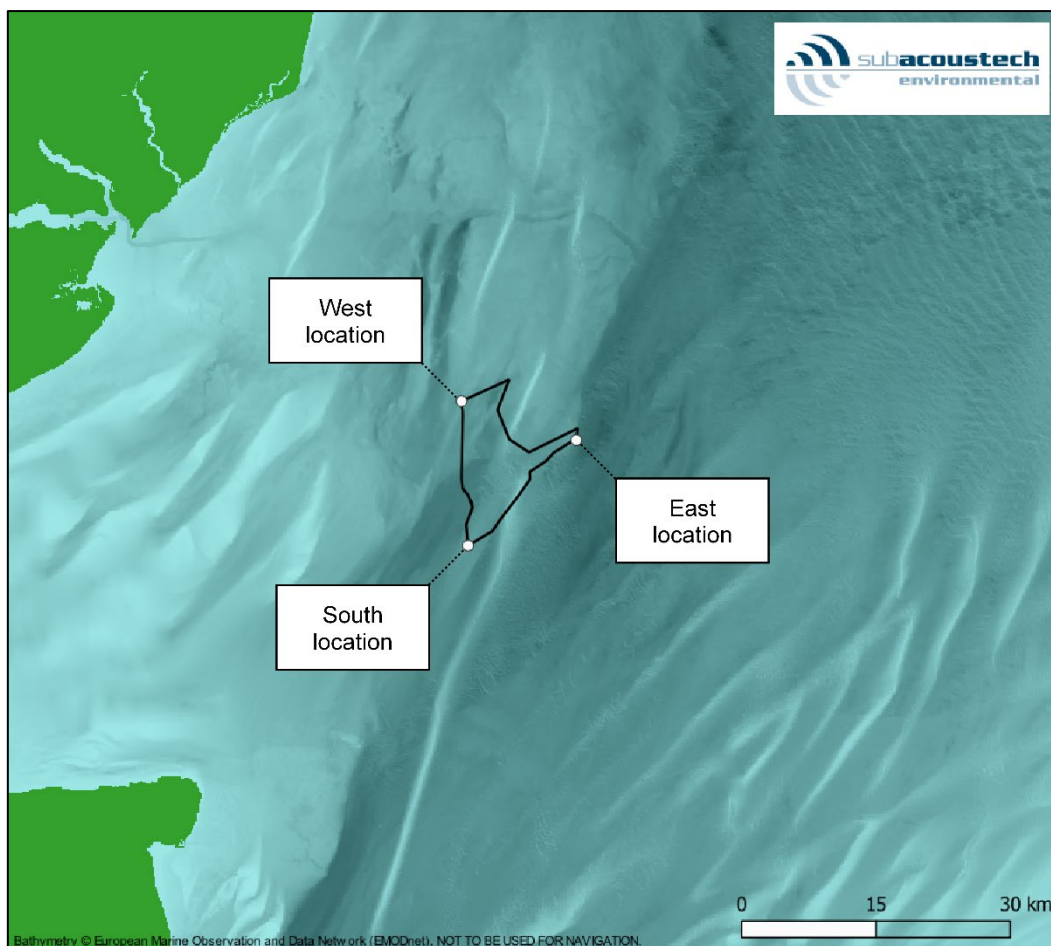 subacoustech
environmental
West
location
East
location
South
location
0 15 30 km
Bathymetry © European Marine Observation and Data Network (EMODnet). NOT TO BE USED FOR NAVIGATION.